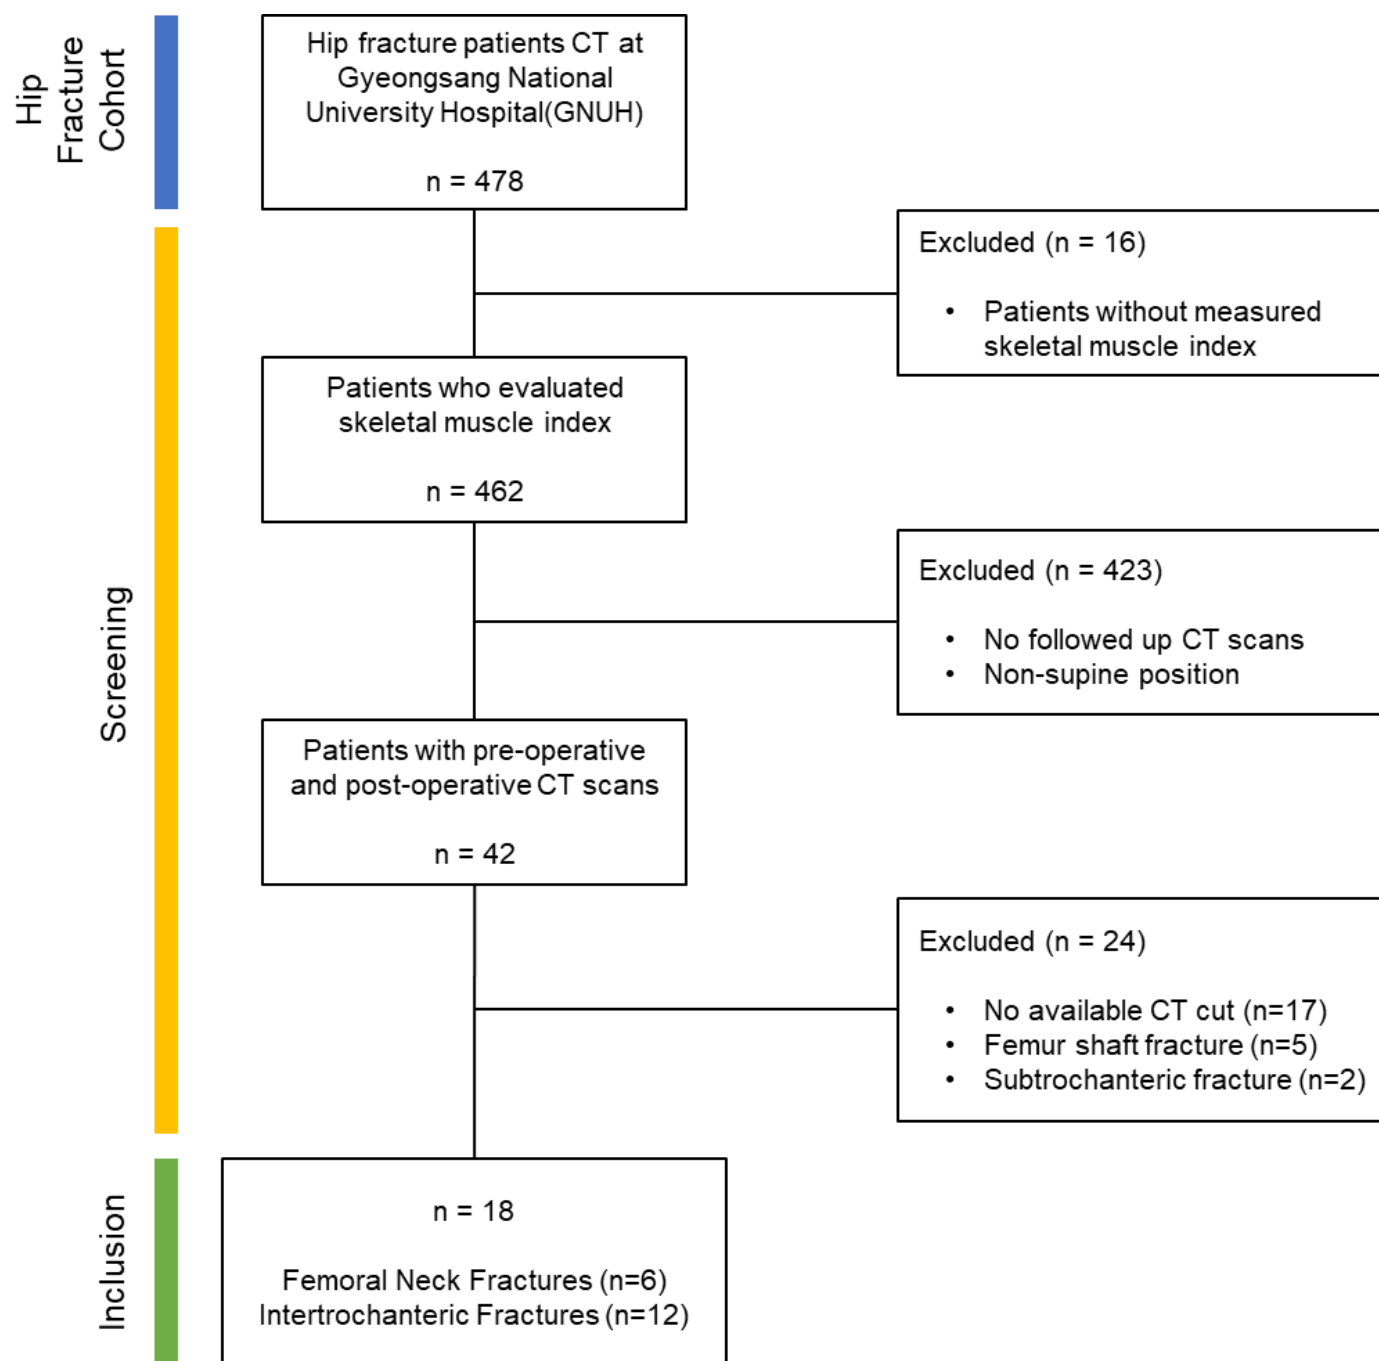 Hip
Fracture
Cohort
Hip fracture patients CT at
Gyeongsang National
University Hospital(GNUH)
n = 478
Excluded (n = 16)
• Patients without measured
skeletal muscle index
Screening
Patients who evaluated
skeletal muscle index
n = 462
Excluded (n = 423)
• No followed up CT scans
• Non-supine position
Patients with pre-operative
and post-operative CT scans
n = 42
Excluded (n = 24)
• No available CT cut (n=17)
• Femur shaft fracture (n=5)
• Subtrochanteric fracture (n=2)
Inclusion
n = 18
Femoral Neck Fractures (n=6)
Intertrochanteric Fractures (n=12)